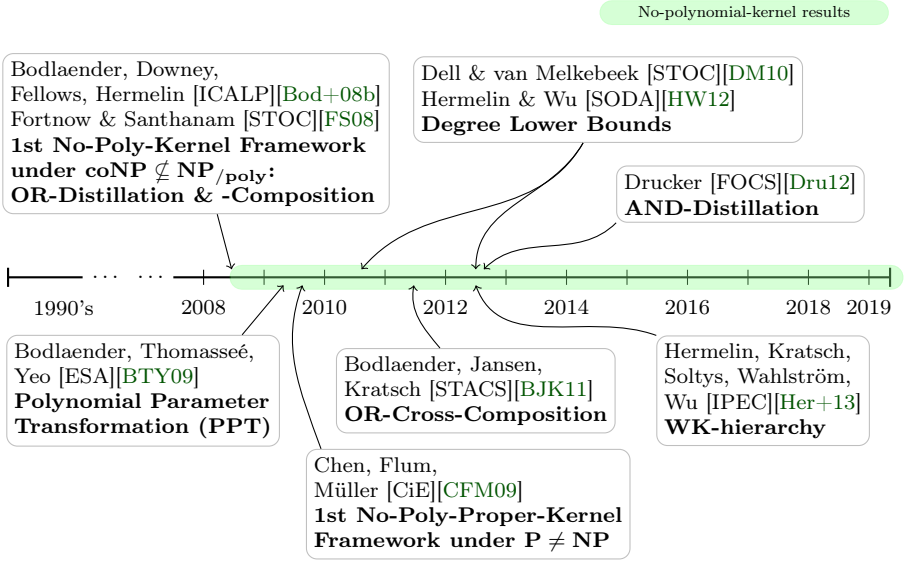 No-polynomial-kernel results
Bodlaender, Downey,
Fellows, Hermelin [ICALP][Bod+08b]
Fortnow & Santhanam [STOC][FS08]
1st No-Poly-Kernel Framework
under coNP ⊈ NP/poly:
OR-Distillation & -Composition
Dell & van Melkebeek [STOC][DM10]
Hermelin & Wu [SODA][HW12]
Degree Lower Bounds
Drucker [FOCS][Dru12]
AND-Distillation
... ...
1990's 2008 2010 2012 2014 2016 2018 2019
Bodlaender, Thomasseé,
Yeo [ESA][BTY09]
Polynomial Parameter
Transformation (PPT)
Bodlaender, Jansen,
Kratsch [STACS][BJK11]
OR-Cross-Composition
Hermelin, Kratsch,
Soltys, Wahlström,
Wu [IPEC][Her+13]
WK-hierarchy
Chen, Flum,
Müller [CiE][CFM09]
1st No-Poly-Proper-Kernel
Framework under P ≠ NP